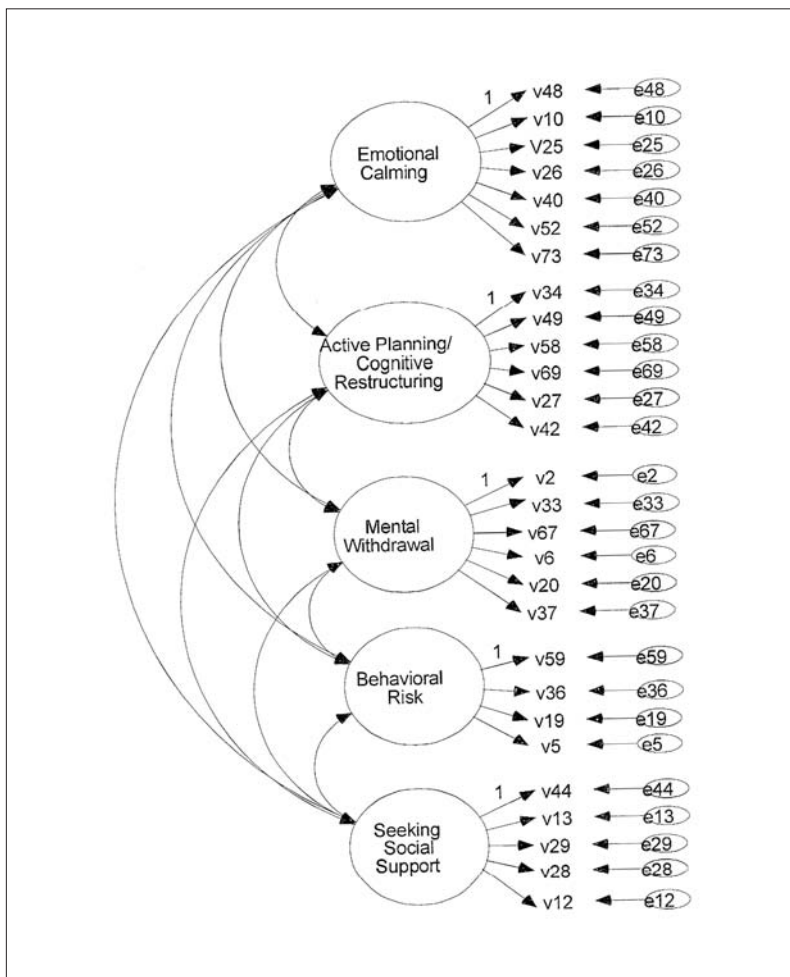 1 v48 e48
v10 e10
Emotional
Calming
V25 e25
v26 e26
v40 e40
v52 e52
v73 e73
1 v34 e34
v49 e49
Active Planning/
Cognitive
Restructuring
v58 e58
v69 e69
v27 e27
v42 e42
1 v2 e2
v33 e33
Mental
Withdrawal
v67 e67
v6 e6
v20 e20
v37 e37
1 v59 e59
Behavioral
Risk
v36 e36
v19 e19
v5 e5
1 v44 e44
v13 e13
Seeking
Social
Support
v29 e29
v28 e28
v12 e12